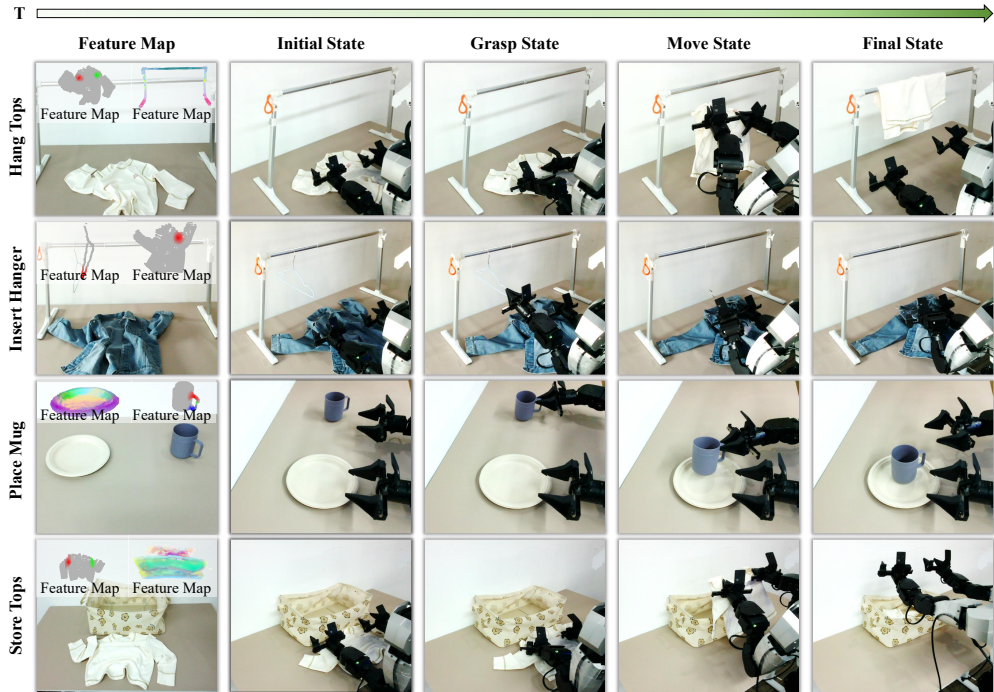 T
Feature Map Initial State Grasp State Move State Final State
Hang Tops
Feature Map Feature Map
Insert Hanger
Feature Map Feature Map
Place Mug
Feature Map Feature Map
Store Tops
Feature Map Feature Map